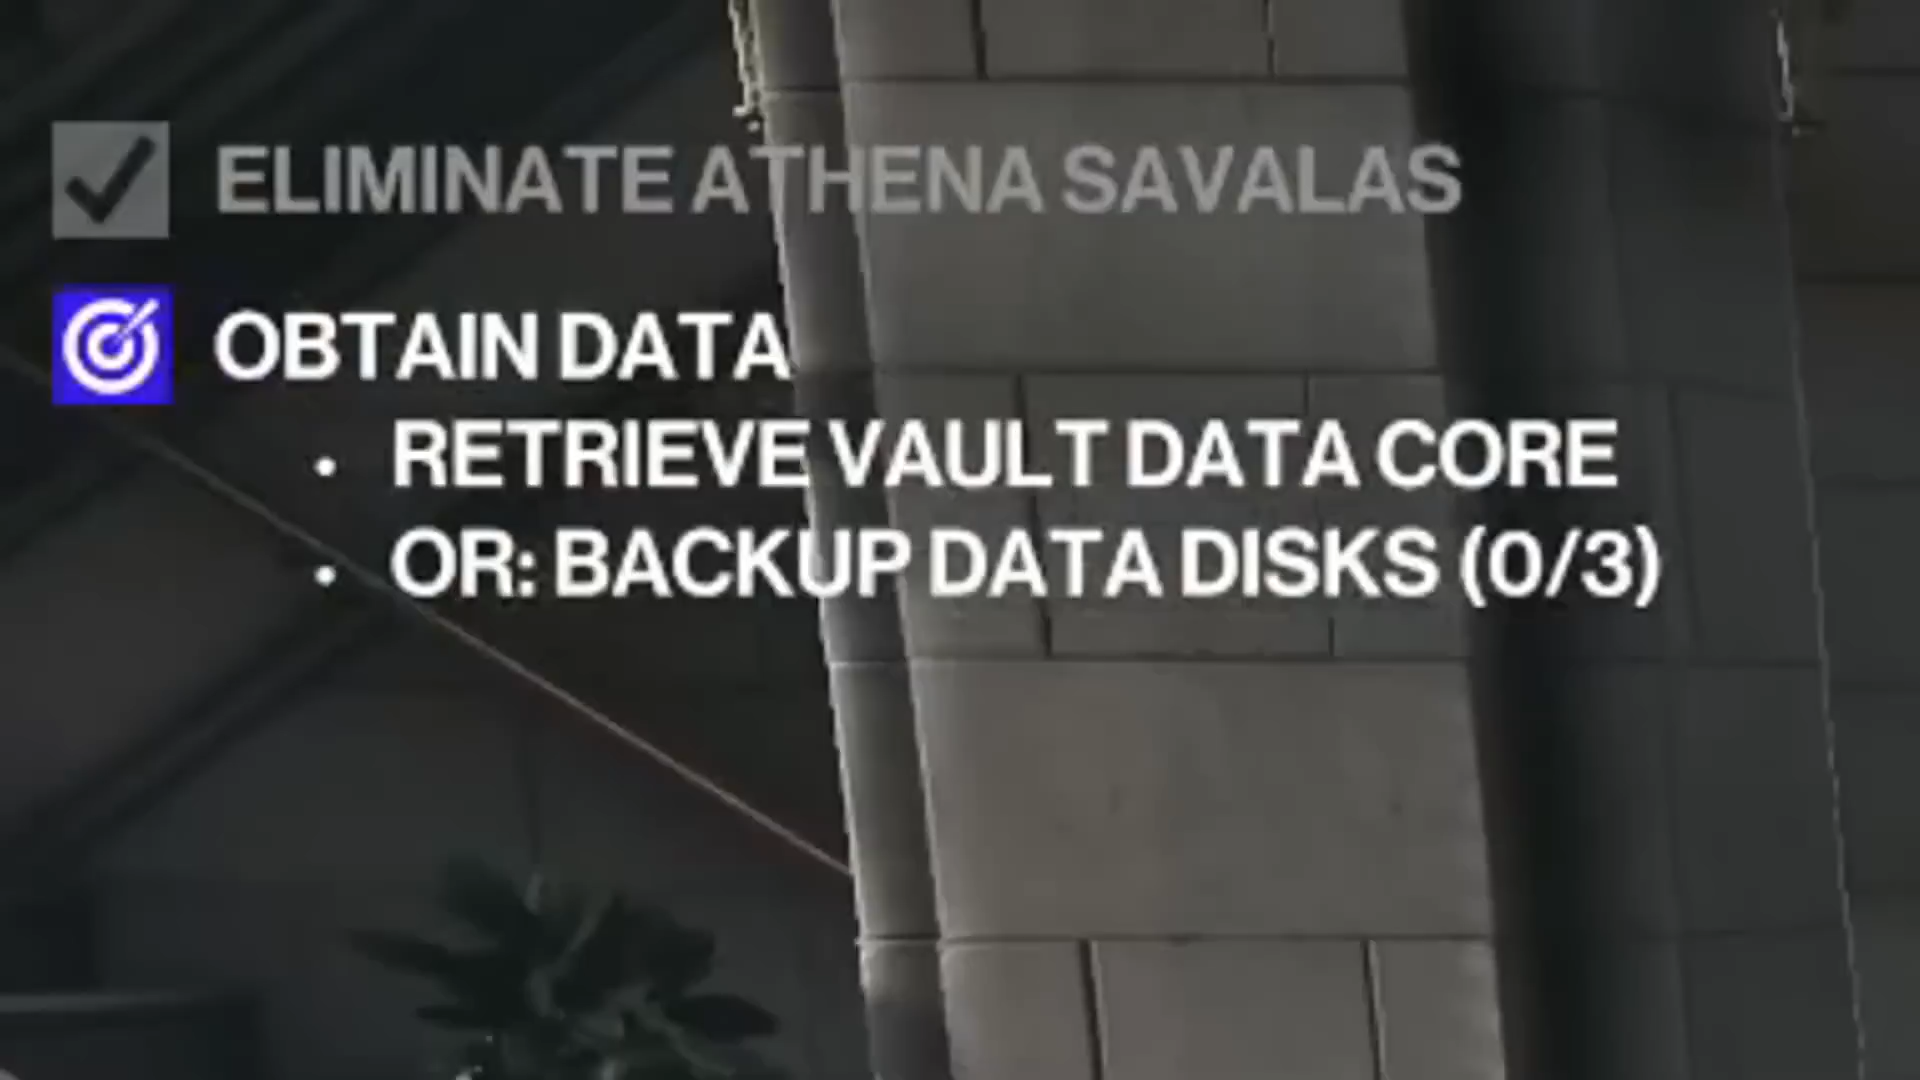 ELIMINATE ATHENA SAVALAS
OBTAIN DATA
• RETRIEVE VAULT DATA CORE
• OR: BACKUP DATA DISKS (0/3)